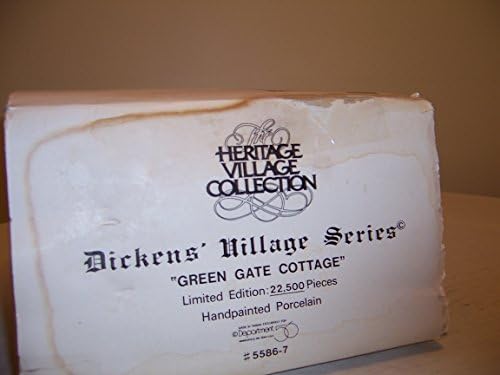 The
HERITAGE
VILLAGE
COLLECTION
Dickens' Village Series©
"GREEN GATE COTTAGE"
Limited Edition: 22,500 Pieces
Handpainted Porcelain
©Department 56
#5586-7